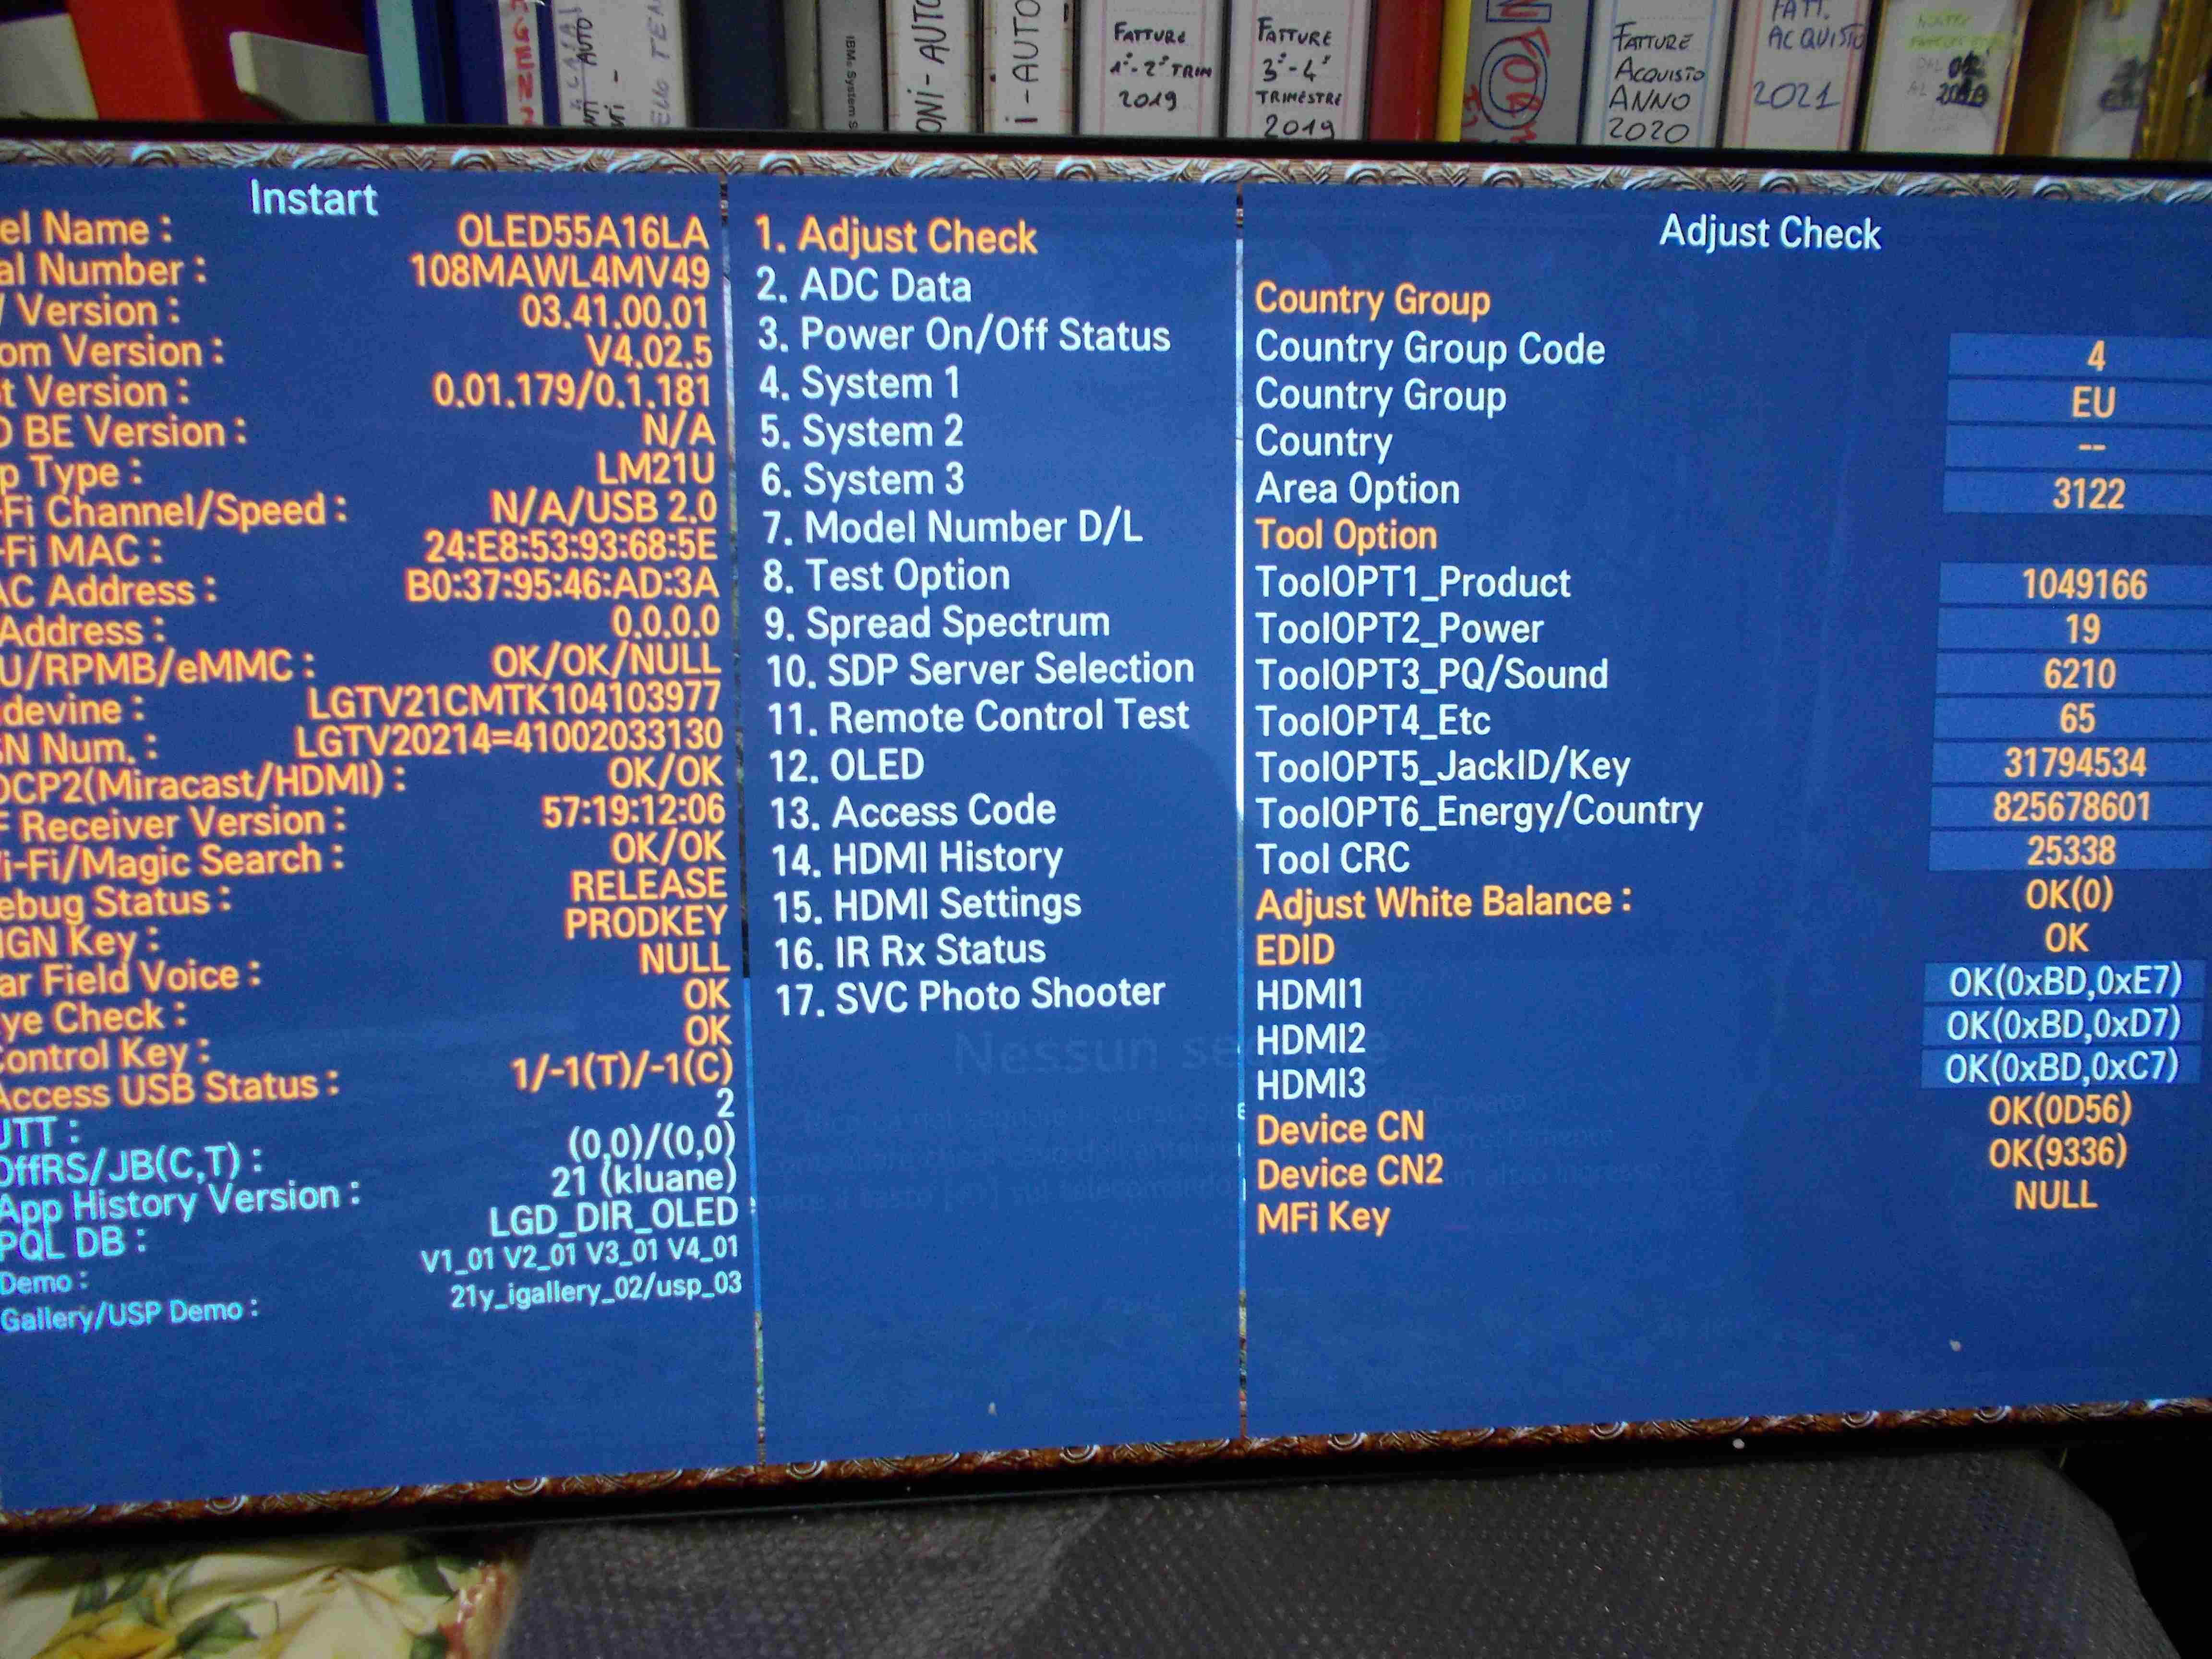 IBM® System S
ONI - AUTO
I - AUTO
FATTURE
1°- 2° TRIM
2019
FATTURE
3°- 4°
TRIMESTRE
2019
FATTURE
ACQUISTO
ANNO
2020
FATT.
ACQUISTO
2021
Instart
el Name : OLED55A16LA
al Number : 108MAWL4MV49
/ Version : 03.41.00.01
om Version : V4.02.5
t Version : 0.01.179/0.1.181
D BE Version : N/A
p Type : LM21U
-Fi Channel/Speed : N/A/USB 2.0
-Fi MAC : 24:E8:53:93:68:5E
AC Address : B0:37:95:46:AD:3A
Address : 0.0.0.0
U/RPMB/eMMC : OK/OK/NULL
devine : LGTV21CMTK104103977
N Num. : LGTV20214=41002033130
DCP2(Miracast/HDMI) : OK/OK
F Receiver Version : 57:19:12:06
i-Fi/Magic Search : OK/OK
ebug Status : RELEASE
IGN Key : PRODKEY
ar Field Voice : NULL
ye Check : OK
ontrol Key : OK
Access USB Status : 1/-1(T)/-1(C)
UTT : 2
OffRS/JB(C,T) : (0,0)/(0,0)
App History Version : 21 (kluane)
PQL DB : LGD_DIR_OLED
Demo : V1_01 V2_01 V3_01 V4_01
Gallery/USP Demo : 21y_igallery_02/usp_03
1. Adjust Check
2. ADC Data
3. Power On/Off Status
4. System 1
5. System 2
6. System 3
7. Model Number D/L
8. Test Option
9. Spread Spectrum
10. SDP Server Selection
11. Remote Control Test
12. OLED
13. Access Code
14. HDMI History
15. HDMI Settings
16. IR Rx Status
17. SVC Photo Shooter
Nessun se
Adjust Check
Country Group
Country Group Code 4
Country Group EU
Country --
Area Option 3122
Tool Option
ToolOPT1_Product 1049166
ToolOPT2_Power 19
ToolOPT3_PQ/Sound 6210
ToolOPT4_Etc 65
ToolOPT5_JackID/Key 31794534
ToolOPT6_Energy/Country 825678601
Tool CRC 25338
Adjust White Balance : OK(0)
EDID OK
HDMI1 OK(0xBD,0xE7)
HDMI2 OK(0xBD,0xD7)
HDMI3 OK(0xBD,0xC7)
Device CN OK(0D56)
Device CN2 OK(9336)
MFi Key NULL